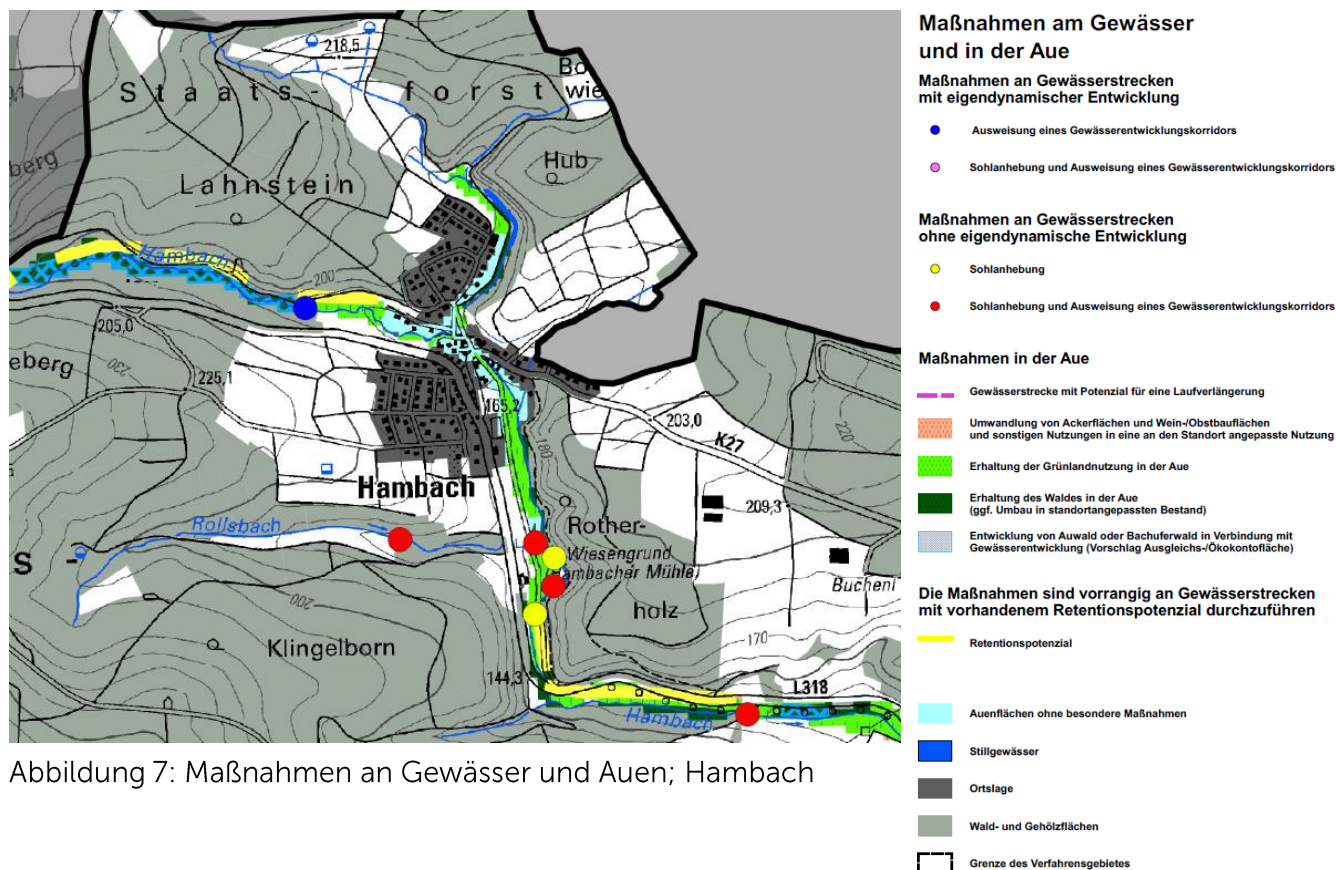 218,5
Bo
Staats-forst wie
Hub
eberg
Lahnstein
Hambach
200
205,0
eberg
230
225,1
165,2
180
203,0
K27
220
Hambach
209,3
Rollsbach
Rother-
Wiesengrund
ambacher Mühle)
S
Buchenl
200
holz
Klingelborn
170
144,3
L318
Hambach
Abbildung 7: Maßnahmen an Gewässer und Auen; Hambach
Maßnahmen am Gewässer
und in der Aue
Maßnahmen an Gewässerstrecken
mit eigendynamischer Entwicklung
Ausweisung eines Gewässerentwicklungskorridors
Sohlanhebung und Ausweisung eines Gewässerentwicklungskorridors
Maßnahmen an Gewässerstrecken
ohne eigendynamische Entwicklung
Sohlanhebung
Sohlanhebung und Ausweisung eines Gewässerentwicklungskorridors
Maßnahmen in der Aue
Gewässerstrecke mit Potenzial für eine Laufverlängerung
Umwandlung von Ackerflächen und Wein-/Obstbauflächen
und sonstigen Nutzungen in eine an den Standort angepasste Nutzung
Erhaltung der Grünlandnutzung in der Aue
Erhaltung des Waldes in der Aue
(ggf. Umbau in standortangepassten Bestand)
Entwicklung von Auwald oder Bachuferwald in Verbindung mit
Gewässerentwicklung (Vorschlag Ausgleichs-/Ökokontofläche)
Die Maßnahmen sind vorrangig an Gewässerstrecken
mit vorhandenem Retentionspotenzial durchzuführen
Retentionspotenzial
Auenflächen ohne besondere Maßnahmen
Stillgewässer
Ortslage
Wald- und Gehölzflächen
Grenze des Verfahrensgebietes